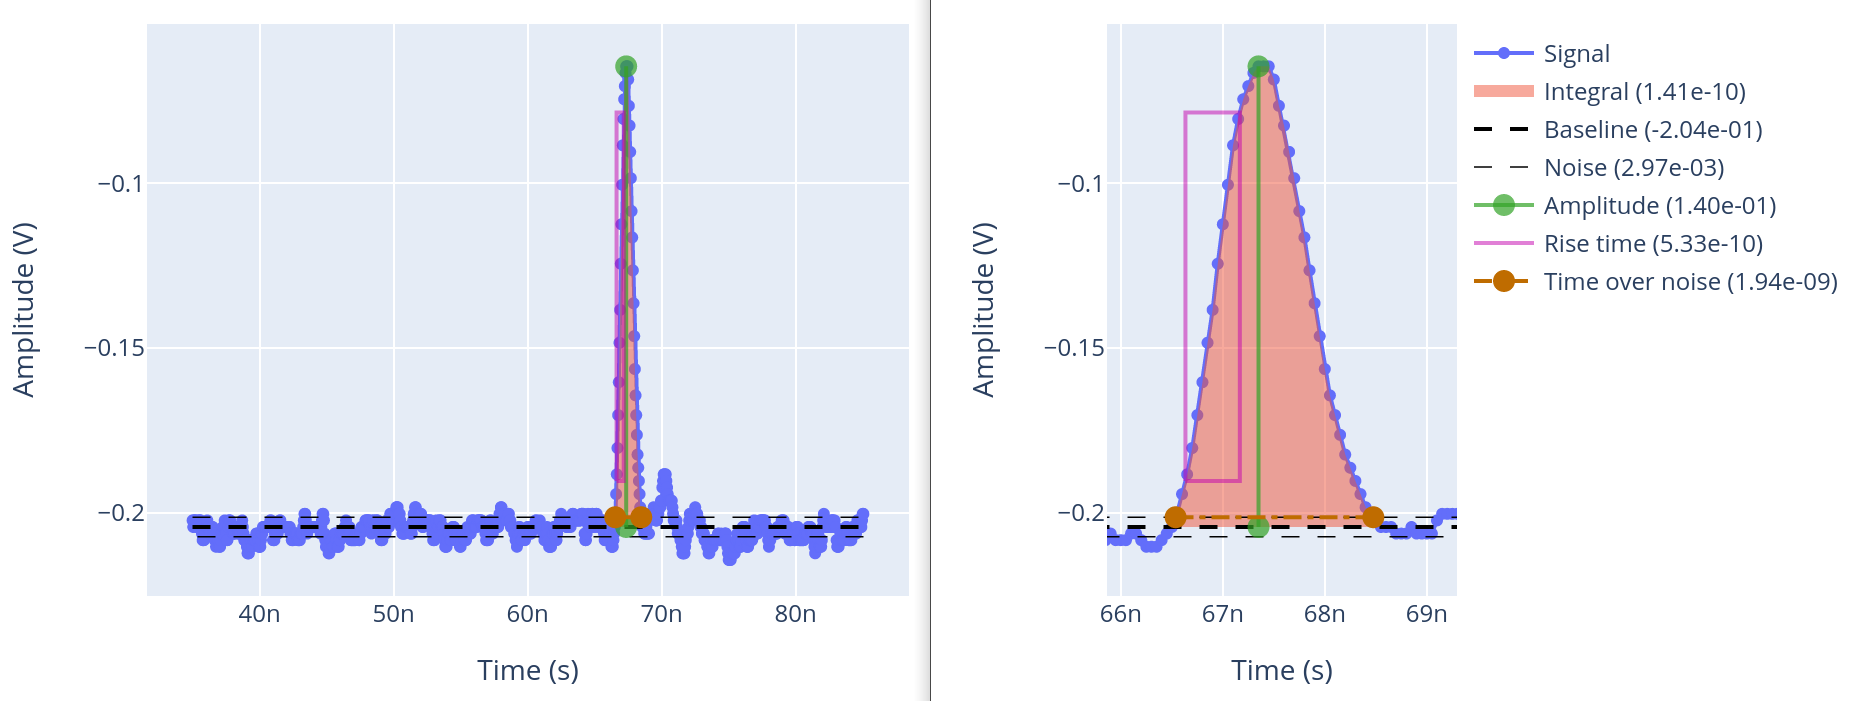 Amplitude (V)
−0.1
−0.15
−0.2
40n
50n
60n
70n
80n
Time (s)
Amplitude (V)
−0.1
−0.15
−0.2
66n
67n
68n
69n
Time (s)
Signal
Integral (1.41e-10)
Baseline (-2.04e-01)
Noise (2.97e-03)
Amplitude (1.40e-01)
Rise time (5.33e-10)
Time over noise (1.94e-09)